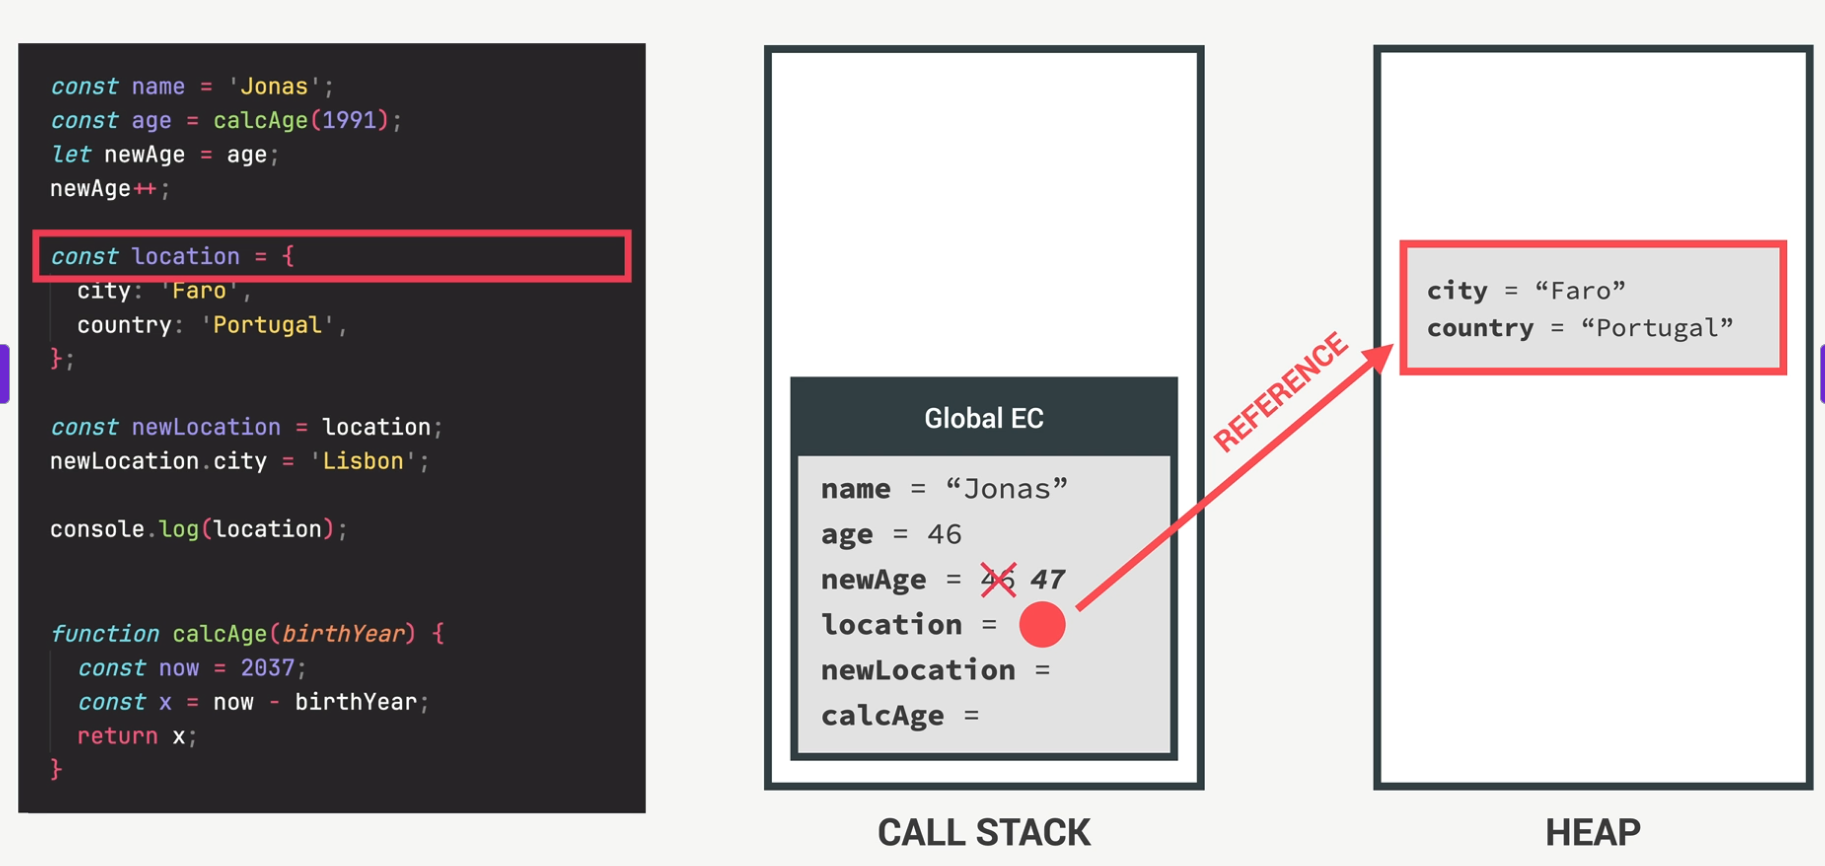 const name = 'Jonas';
const age = calcAge(1991);
let newAge = age;
newAge++;
const location = {
city: 'Faro',
country: 'Portugal',
};
const newLocation = location;
newLocation.city = 'Lisbon';
console.log(location);
function calcAge(birthYear) {
const now = 2037;
const x = now - birthYear;
return x;
}
Global EC
name = “Jonas”
age = 46
newAge = 46 47
location =
newLocation =
calcAge =
CALL STACK
REFERENCE
city = “Faro”
country = “Portugal”
HEAP